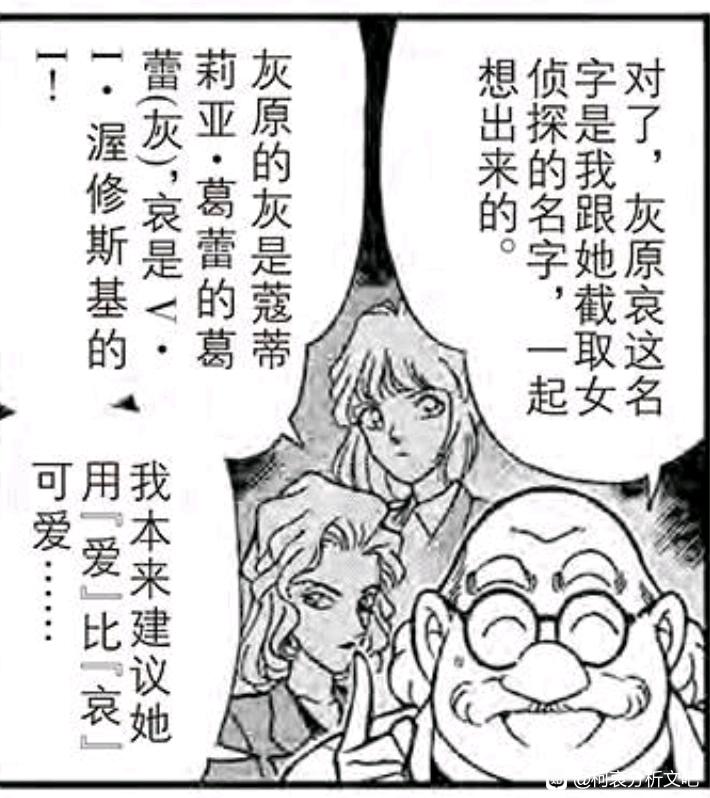 对了，灰原哀这名
字是我跟她截取女
侦探的名字，一起
想出来的。
灰原的灰是蔻蒂
莉亚·葛蕾的葛
蕾(灰)，哀是V·
I·渥修斯基的
I！
我本来建议她
用『爱』比『哀』
可爱……
@柯哀分析文吧